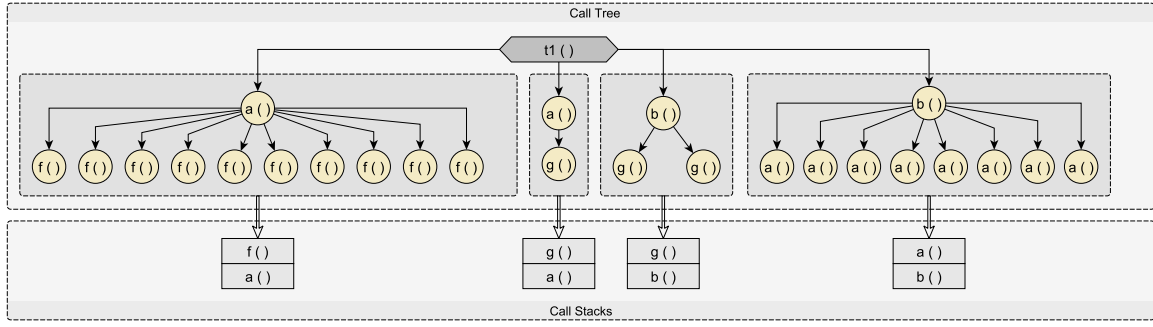 Call Tree
t1 ( )
a ( )
a ( )
b ( )
b ( )
f ( )
f ( )
f ( )
f ( )
f ( )
f ( )
f ( )
f ( )
f ( )
f ( )
g ( )
g ( )
g ( )
a ( )
a ( )
a ( )
a ( )
a ( )
a ( )
a ( )
a ( )
f ( )
a ( )
g ( )
a ( )
g ( )
b ( )
a ( )
b ( )
Call Stacks